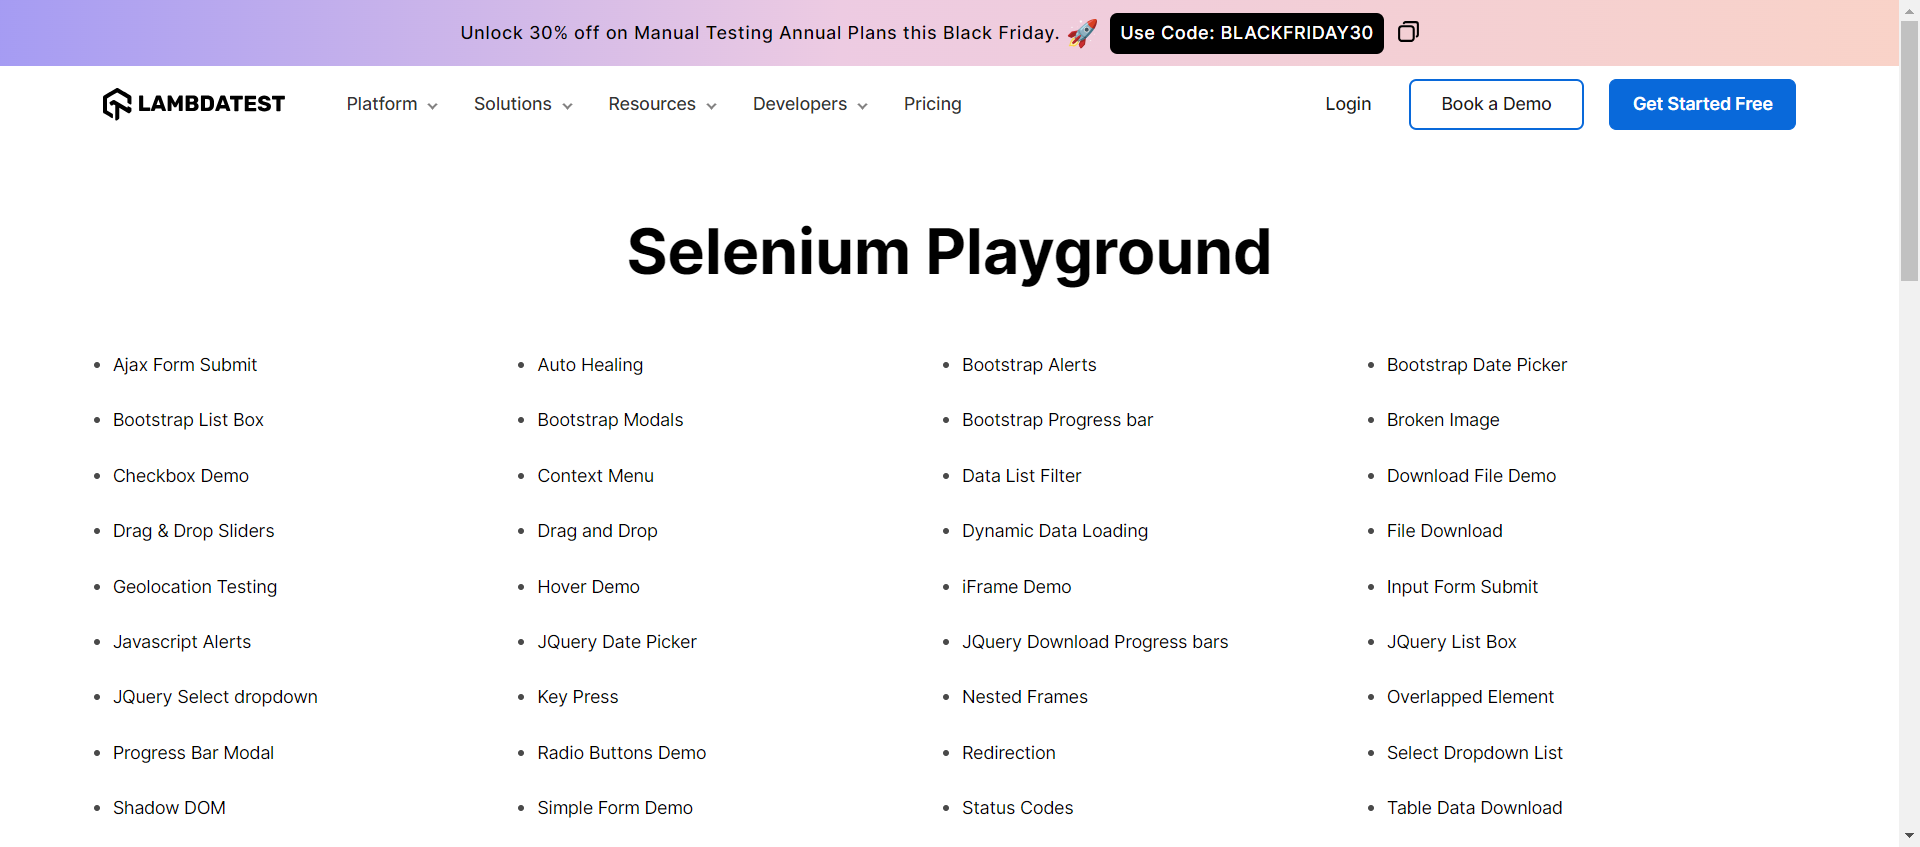 Unlock 30% off on Manual Testing Annual Plans this Black Friday. 🚀 Use Code: BLACKFRIDAY30
LAMBDATEST Platform Solutions Resources Developers Pricing Login Book a Demo Get Started Free
Selenium Playground
Ajax Form Submit Auto Healing Bootstrap Alerts Bootstrap Date Picker
Bootstrap List Box Bootstrap Modals Bootstrap Progress bar Broken Image
Checkbox Demo Context Menu Data List Filter Download File Demo
Drag & Drop Sliders Drag and Drop Dynamic Data Loading File Download
Geolocation Testing Hover Demo iFrame Demo Input Form Submit
Javascript Alerts JQuery Date Picker JQuery Download Progress bars JQuery List Box
JQuery Select dropdown Key Press Nested Frames Overlapped Element
Progress Bar Modal Radio Buttons Demo Redirection Select Dropdown List
Shadow DOM Simple Form Demo Status Codes Table Data Download